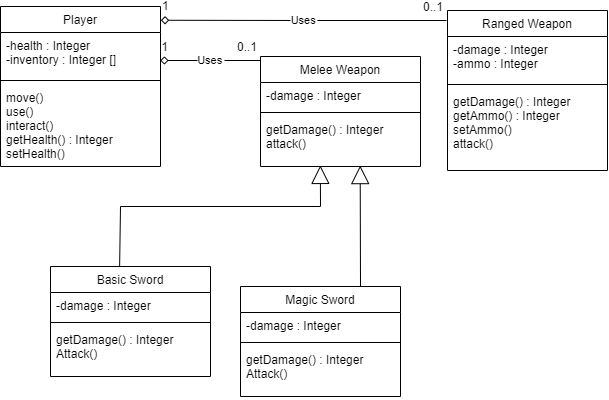 Player
-health : Integer
-inventory : Integer []
move()
use()
interact()
getHealth() : Integer
setHealth()
1
Uses
0..1
1
Uses
0..1
Melee Weapon
-damage : Integer
getDamage() : Integer
attack()
Ranged Weapon
-damage : Integer
-ammo : Integer
getDamage() : Integer
getAmmo() : Integer
setAmmo()
attack()
Basic Sword
-damage : Integer
getDamage() : Integer
Attack()
Magic Sword
-damage : Integer
getDamage() : Integer
Attack()